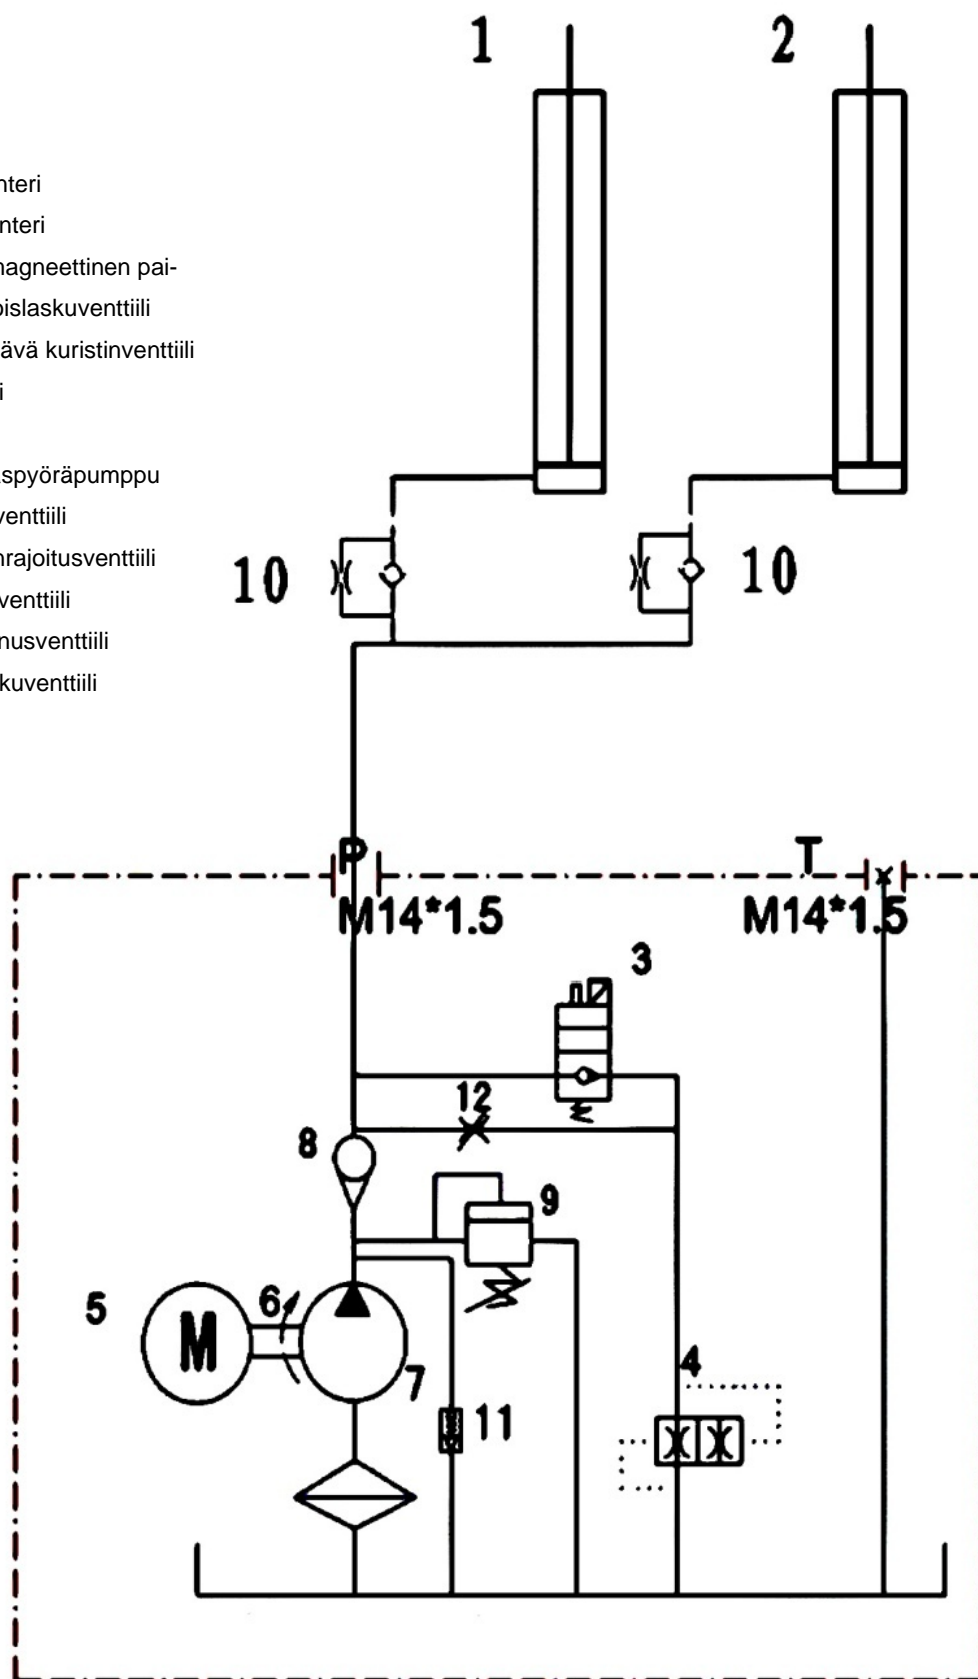 1 2
nteri
nteri
nagneettinen pai-
oislaskuventtiili
ävä kuristinventtiili
i
spyöräpumppu
venttiili
nrajoitusventtiili
venttiili
nusventtiili
kuventtiili
10 10
P T
M14*1.5 M14*1.5
3
12
8
9
5 6
M
7
4
11